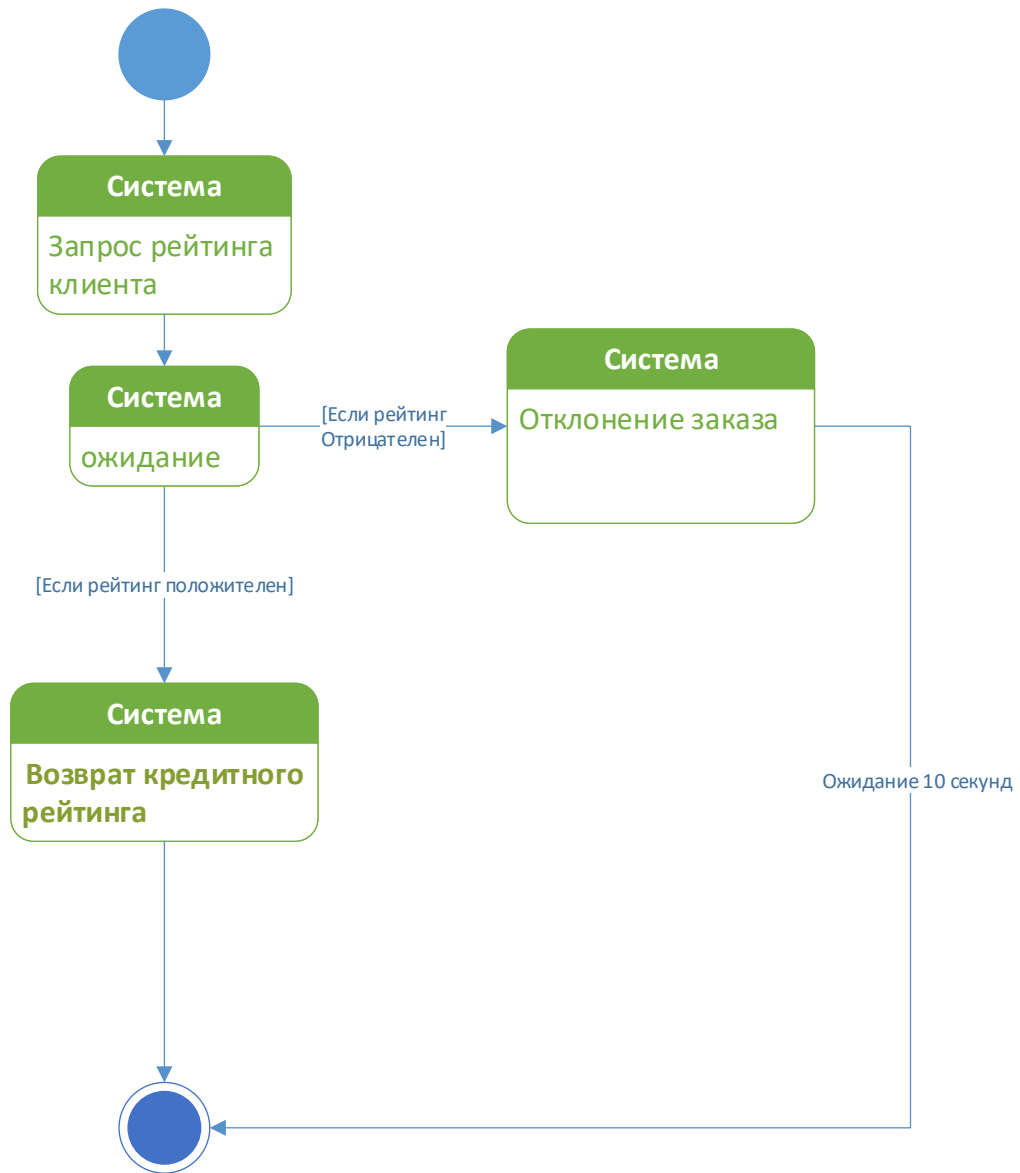 Система
Запрос рейтинга
клиента
Система
ожидание
[Если рейтинг
Отрицателен]
Система
Отклонение заказа
[Если рейтинг положителен]
Система
Возврат кредитного
рейтинга
Ожидание 10 секунд